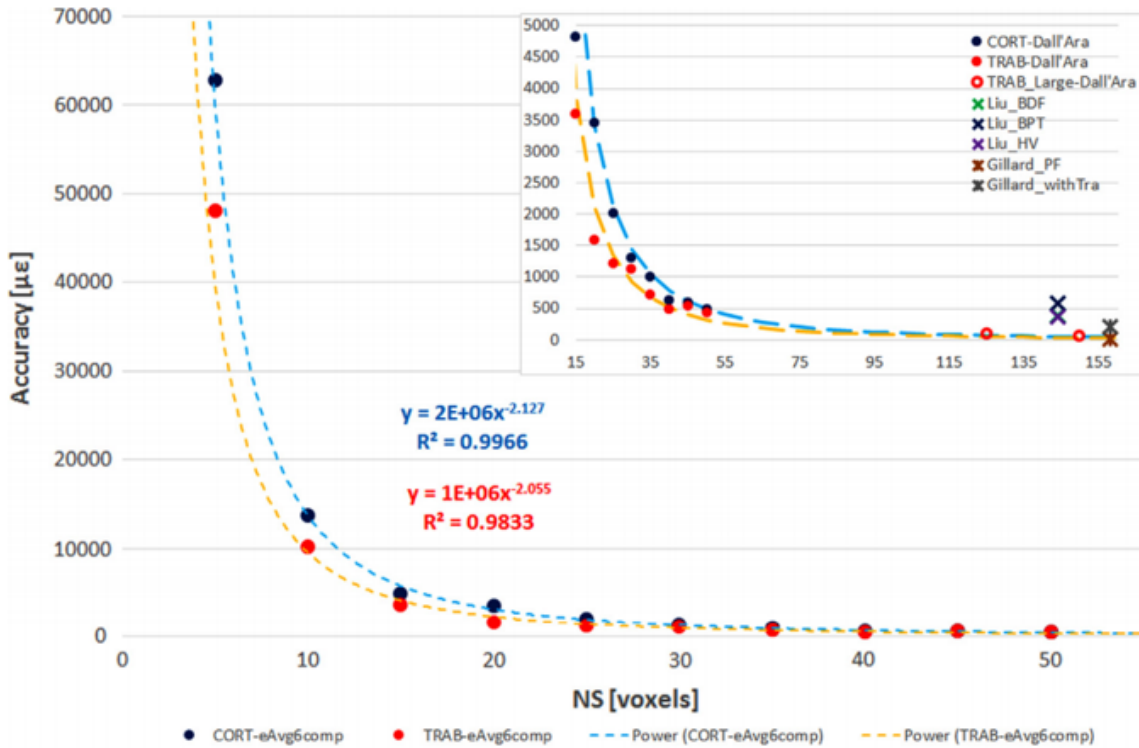 70000
60000
50000
40000
30000
20000
10000
0
Accuracy [με]
0 10 20 30 40 50
NS [voxels]
y = 2E+06x^-2.127
R² = 0.9966
y = 1E+06x^-2.055
R² = 0.9833
5000
4500
4000
3500
3000
2500
2000
1500
1000
500
0
15 35 55 75 95 115 135 155
CORT-Dall'Ara
TRAB-Dall'Ara
TRAB_Large-Dall'Ara
Liu_BDF
Liu_BPT
Liu_HV
Gillard_PF
Gillard_withTra
CORT-eAvg6comp TRAB-eAvg6comp Power (CORT-eAvg6comp) Power (TRAB-eAvg6comp)